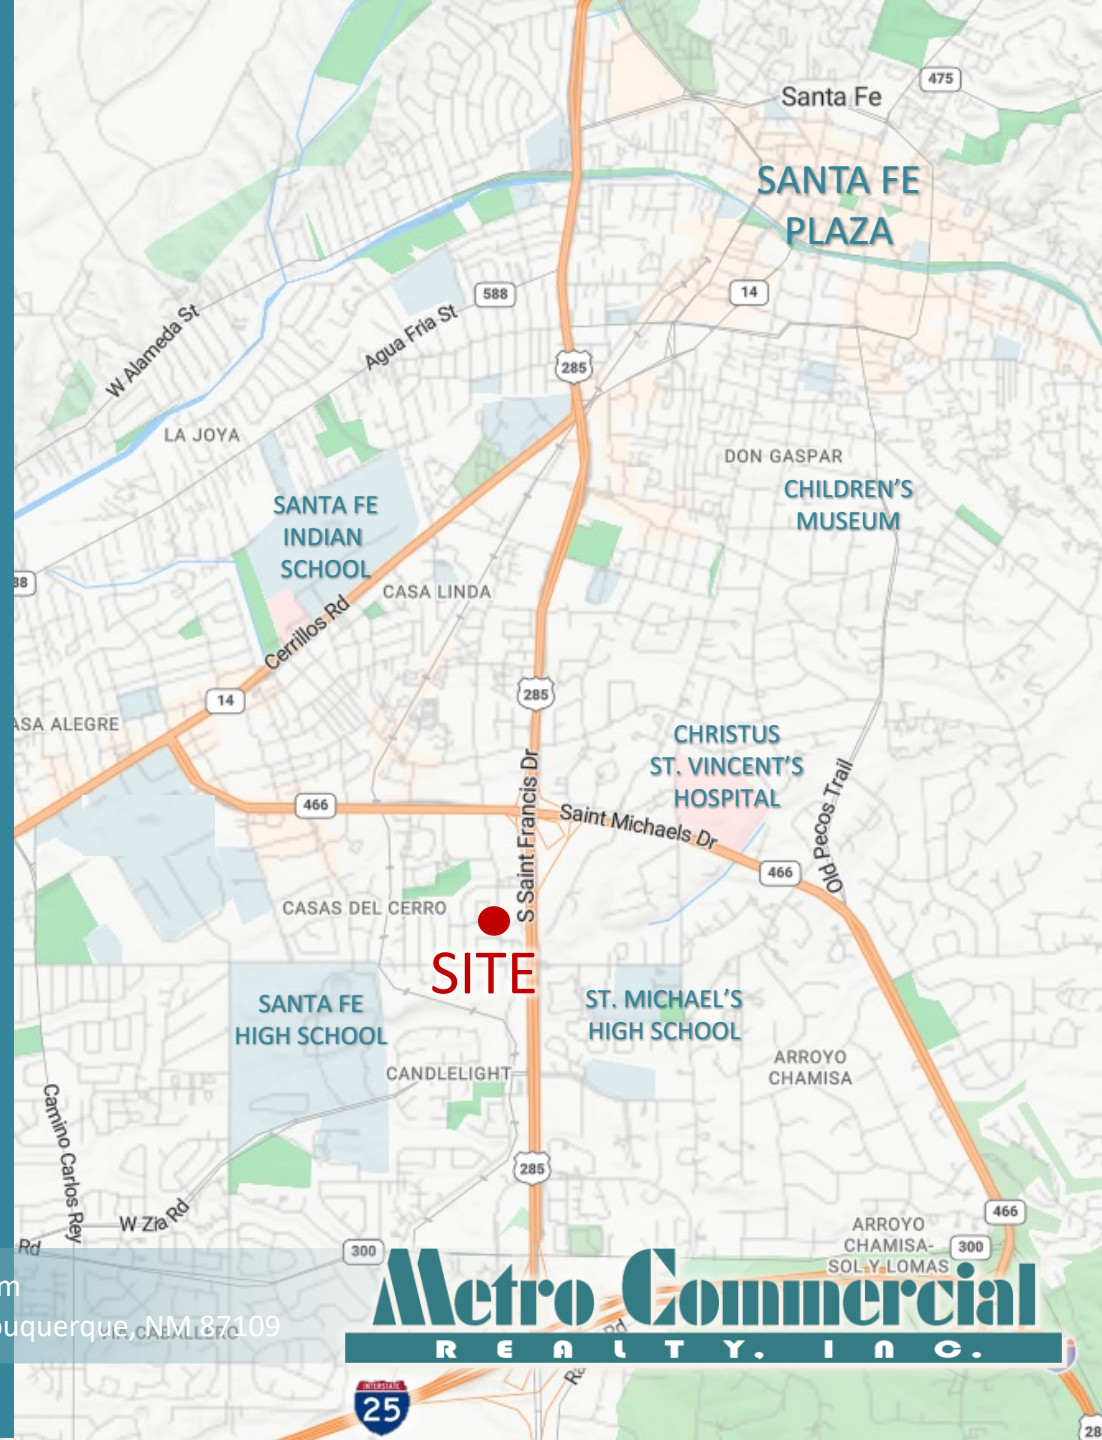 475
Santa Fe
SANTA FE
PLAZA
588
14
W Alameda St
Agua Fria St
285
LA JOYA
DON GASPAR
CHILDREN'S
MUSEUM
SANTA FE
INDIAN
SCHOOL
CASA LINDA
Cerrillos Rd
285
14
CHRISTUS
ST. VINCENT'S
HOSPITAL
S Saint Francis Dr
466
Saint Michaels Dr
Old Pecos Trail
466
CASAS DEL CERRO
SITE
SANTA FE
HIGH SCHOOL
ST. MICHAEL'S
HIGH SCHOOL
ARROYO
CHAMISA
CANDLELIGHT
Camino Carlos Rey
285
W Zia Rd
466
ARROYO
CHAMISA-
SOL Y LOMAS
Rd
300
300
Metro Commercial
REALTY, INC.
NM 87109
Rd
INTERSTATE
25